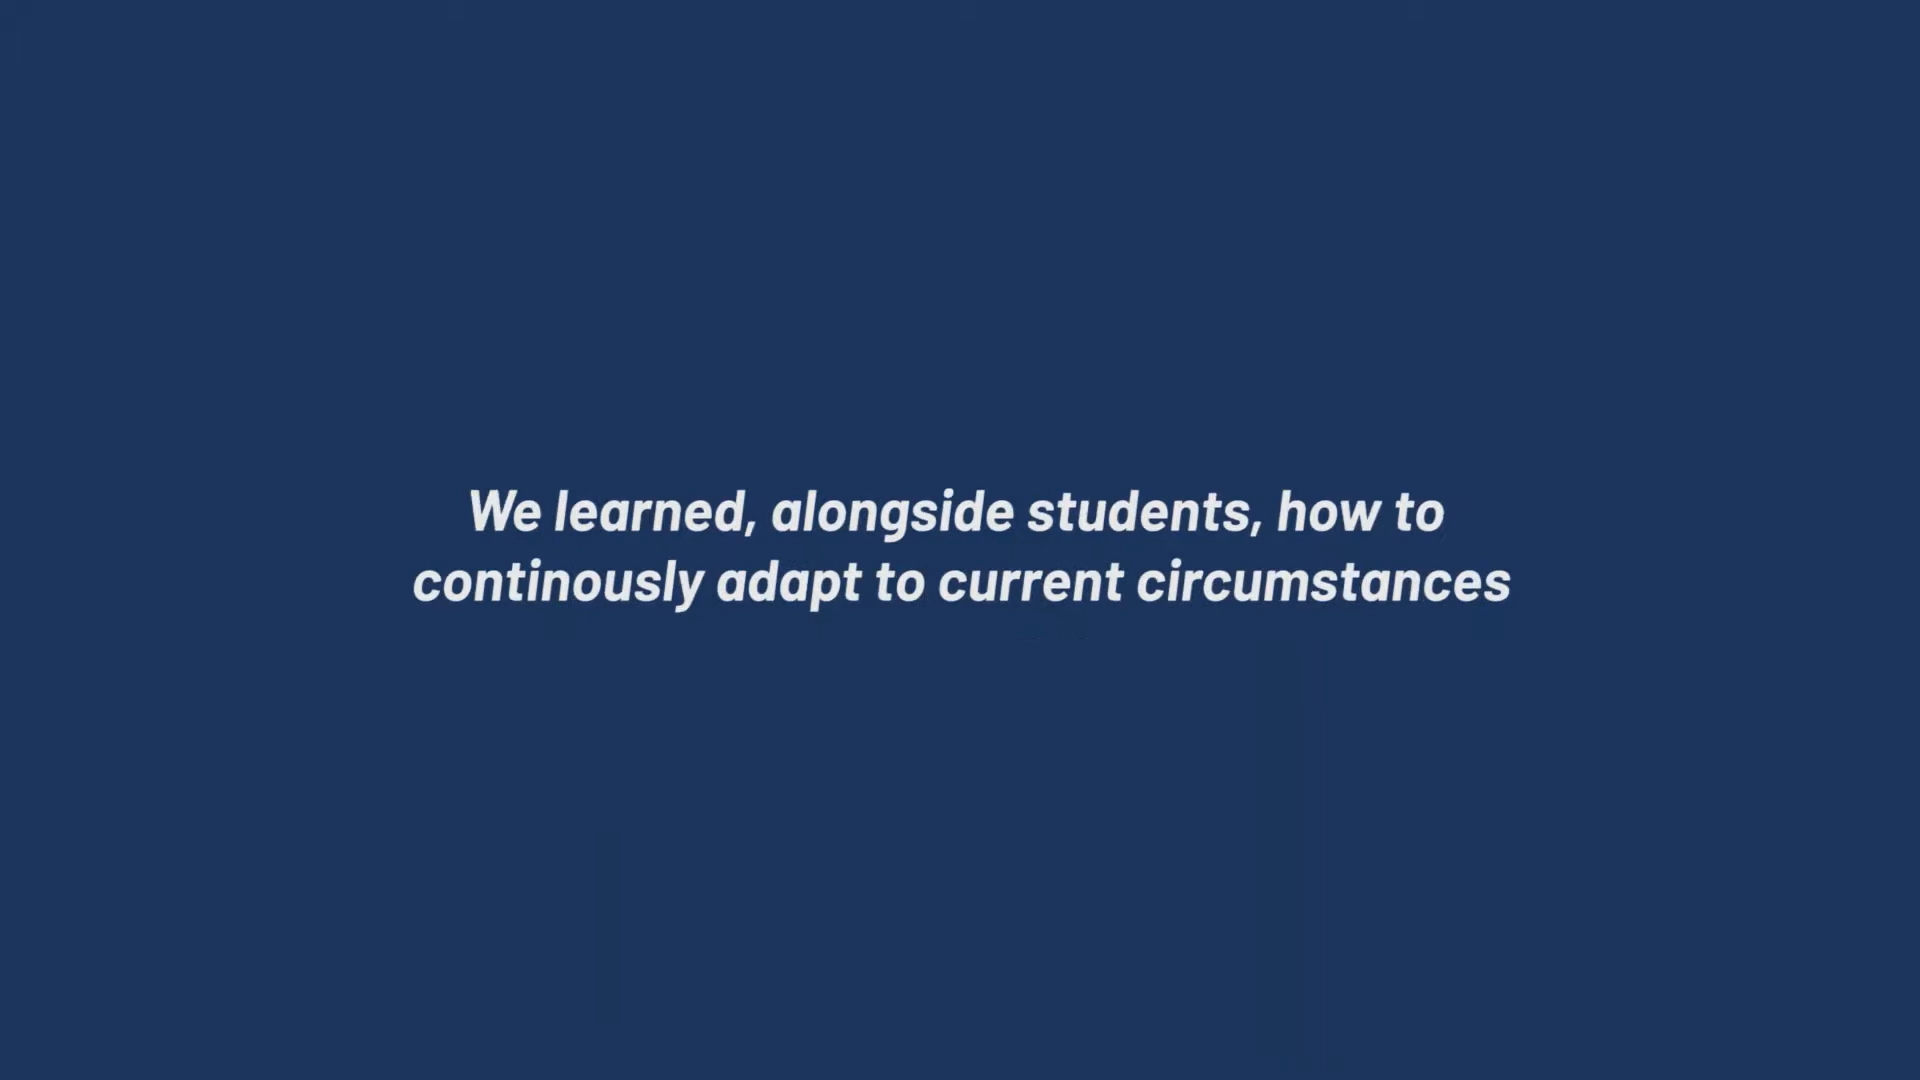 We learned, alongside students, how to
continously adapt to current circumstances